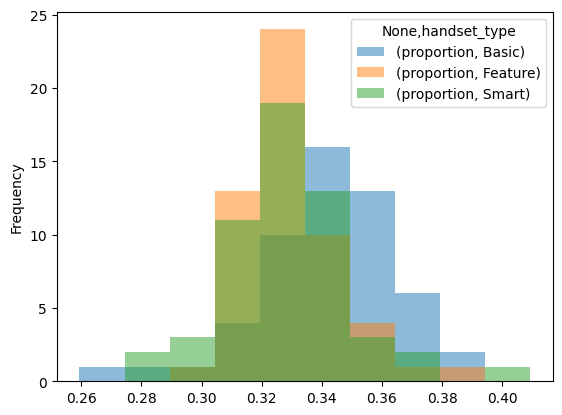 25
20
15
10
5
0
Frequency
None,handset_type
(proportion, Basic)
(proportion, Feature)
(proportion, Smart)
0.26 0.28 0.30 0.32 0.34 0.36 0.38 0.40